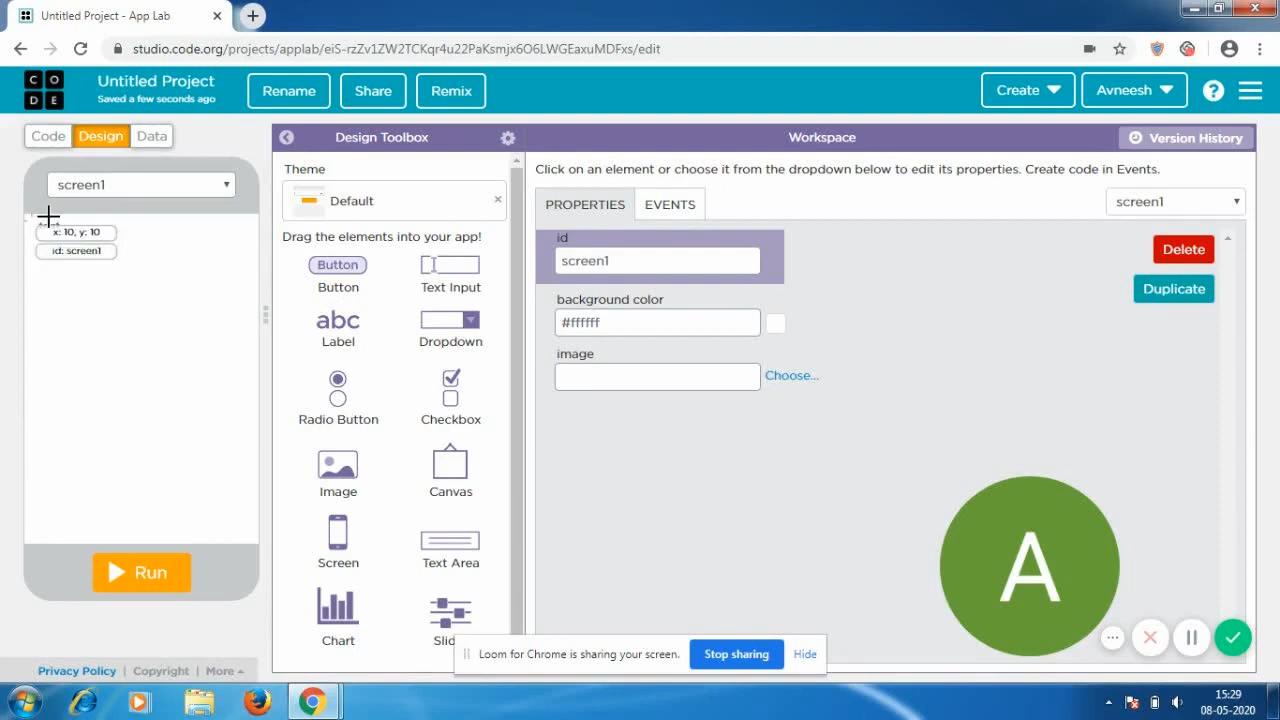 Untitled Project - App Lab
studio.code.org/projects/applab/eiS-rzZv1ZW2TCKqr4u22PaKsmjx6O6LWGEaxuMDFxs/edit
C O
D E
Untitled Project
Saved a few seconds ago
Rename
Share
Remix
Create
Avneesh
?
Code
Design
Data
Design Toolbox
Workspace
Version History
screen1
x: 10, y: 10
id: screen1
Run
Theme
Default
Drag the elements into your app!
Button
Button
Text Input
abc
Label
Dropdown
Radio Button
Checkbox
Image
Canvas
Screen
Text Area
Chart
Click on an element or choose it from the dropdown below to edit its properties. Create code in Events.
PROPERTIES
EVENTS
screen1
id
screen1
Delete
Duplicate
background color
#ffffff
image
Choose...
A
Loom for Chrome is sharing your screen.
Stop sharing
Hide
Privacy Policy
Copyright
More
15:29
08-05-2020